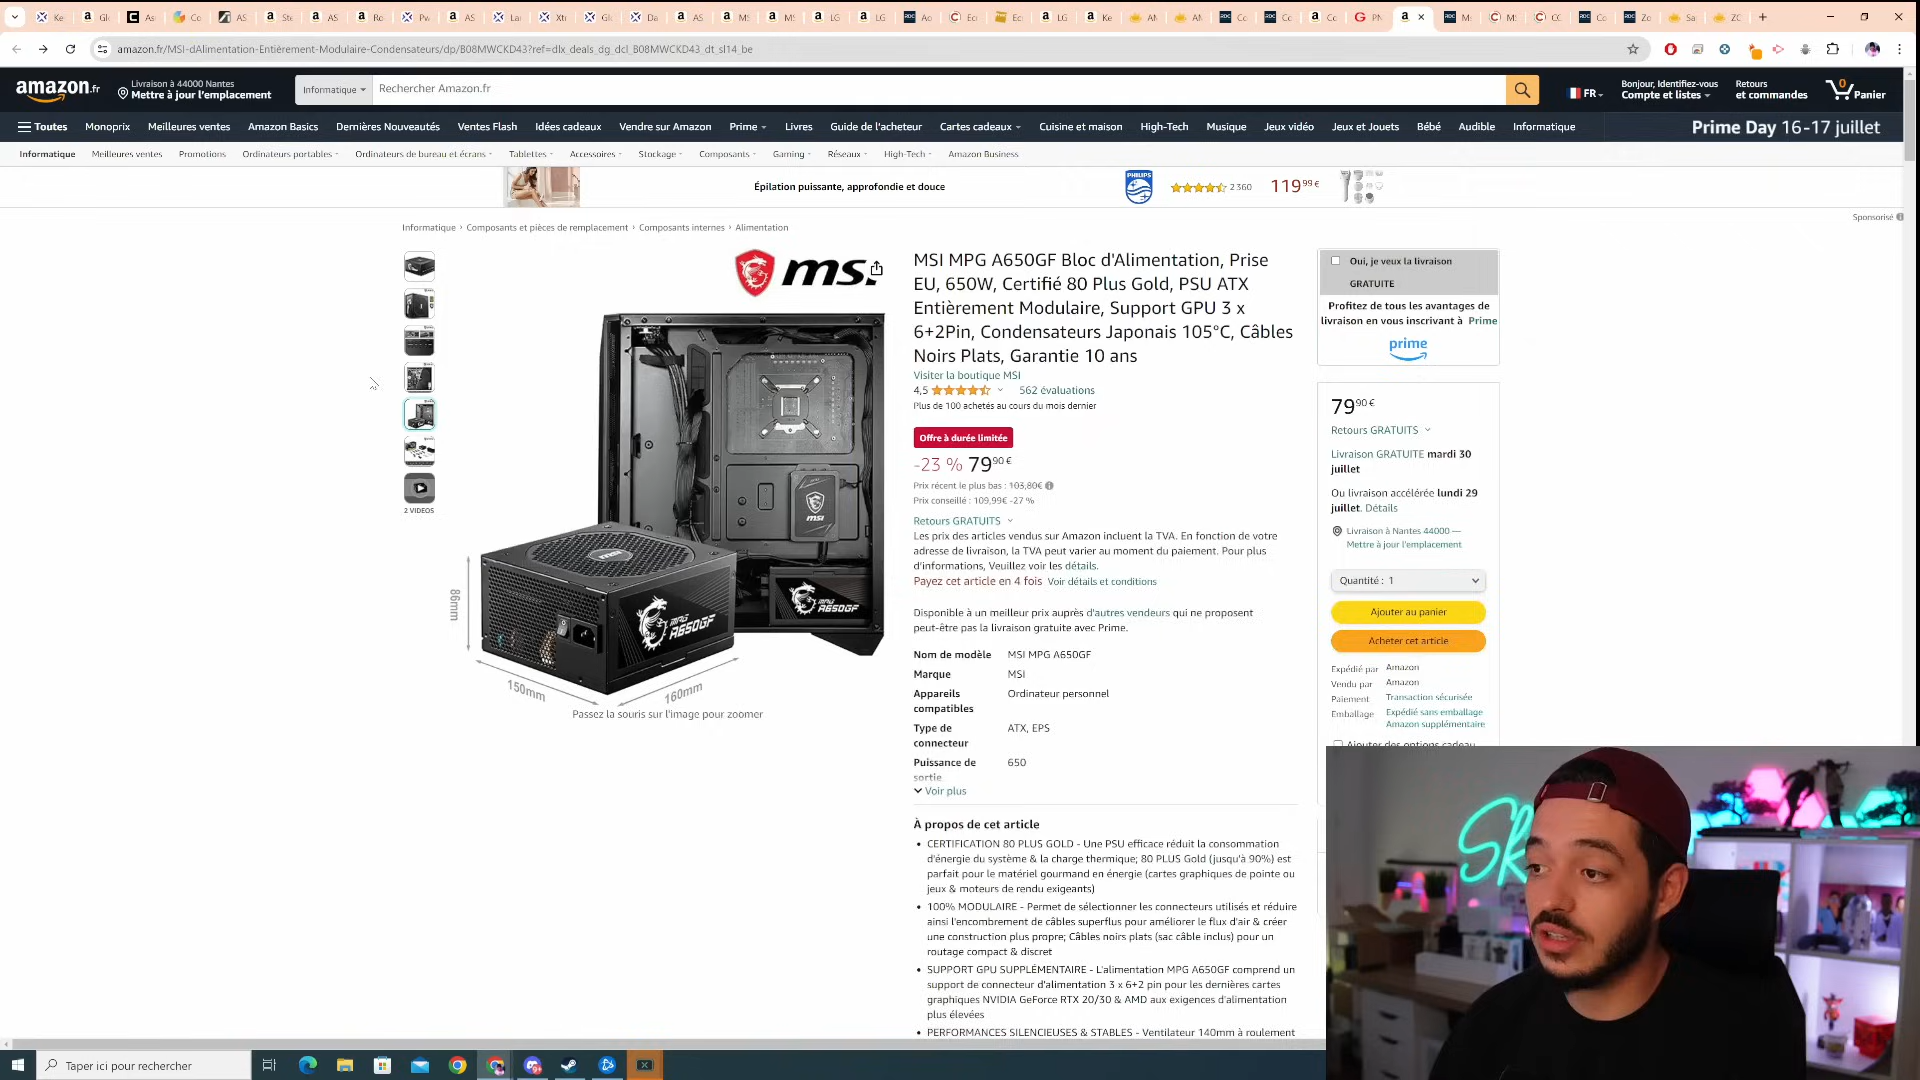 amazon.fr/MSI-dAlimentation-Entièrement-Modulaire-Condensateurs/dp/B08MWCKD43?ref=dlx_deals_dg_dcl_B08MWCKD43_dt_sl14_be
amazon.fr
Livraison à 44000 Nantes
Mettre à jour l'emplacement
Informatique
Rechercher Amazon.fr
FR
Bonjour, Identifiez-vous
Compte et listes
Retours
et commandes
0
Panier
Toutes Monoprix Meilleures ventes Amazon Basics Dernières Nouveautés Ventes Flash Idées cadeaux Vendre sur Amazon Prime Livres Guide de l'acheteur Cartes cadeaux Cuisine et maison High-Tech Musique Jeux vidéo Jeux et Jouets Bébé Audible Informatique
Prime Day 16-17 juillet
Informatique Meilleures ventes Promotions Ordinateurs portables Ordinateurs de bureau et écrans Tablettes Accessoires Stockage Composants Gaming Réseaux High-Tech Amazon Business
Épilation puissante, approfondie et douce
PHILIPS
2 360
119,99 €
Sponsorisé
Informatique › Composants et pièces de remplacement › Composants internes › Alimentation
msi
MSI MPG A650GF Bloc d'Alimentation, Prise
EU, 650W, Certifié 80 Plus Gold, PSU ATX
Entièrement Modulaire, Support GPU 3 x
6+2Pin, Condensateurs Japonais 105°C, Câbles
Noirs Plats, Garantie 10 ans
Visiter la boutique MSI
4,5
562 évaluations
Plus de 100 achetés au cours du mois dernier
Offre à durée limitée
-23 % 79,90 €
Prix récent le plus bas : 103,80€
Prix conseillé : 109,99€ -27 %
Retours GRATUITS
Les prix des articles vendus sur Amazon incluent la TVA. En fonction de votre
adresse de livraison, la TVA peut varier au moment du paiement. Pour plus
d'informations, Veuillez voir les détails.
Payez cet article en 4 fois Voir détails et conditions
Disponible à un meilleur prix auprès d'autres vendeurs qui ne proposent
peut-être pas la livraison gratuite avec Prime.
Nom de modèle MSI MPG A650GF
Marque MSI
Appareils
compatibles
Ordinateur personnel
Type de
connecteur
ATX, EPS
Puissance de
sortie
650
Voir plus
À propos de cet article
• CERTIFICATION 80 PLUS GOLD - Une PSU efficace réduit la consommation
d'énergie du système & la charge thermique; 80 PLUS Gold (jusqu'à 90%) est
parfait pour le matériel gourmand en énergie (cartes graphiques de pointe ou
jeux & moteurs de rendu exigeants)
• 100% MODULAIRE - Permet de sélectionner les connecteurs utilisés et réduire
ainsi l'encombrement de câbles superflus pour améliorer le flux d'air & créer
une construction plus propre; Câbles noirs plats (sac câble inclus) pour un
routage compact & discret
• SUPPORT GPU SUPPLÉMENTAIRE - L'alimentation MPG A650GF comprend un
support de connecteur d'alimentation 3 x 6+2 pin pour les dernières cartes
graphiques NVIDIA GeForce RTX 20/30 & AMD aux exigences d'alimentation
plus élevées
• PERFORMANCES SILENCIEUSES & STABLES - Ventilateur 140mm à roulement
2 VIDEOS
msi
MPG
A650GF
MPG
A650GF
86mm
150mm
160mm
Passez la souris sur l'image pour zoomer
Oui, je veux la livraison
GRATUITE
Profitez de tous les avantages de
livraison en vous inscrivant à Prime
prime
79,90 €
Retours GRATUITS
Livraison GRATUITE mardi 30
juillet
Ou livraison accélérée lundi 29
juillet. Détails
Livraison à Nantes 44000 —
Mettre à jour l'emplacement
Quantité : 1
Ajouter au panier
Acheter cet article
Expédié par Amazon
Vendu par Amazon
Paiement Transaction sécurisée
Emballage Expédié sans emballage
Amazon supplémentaire
Ajouter des options cadeau
Taper ici pour rechercher